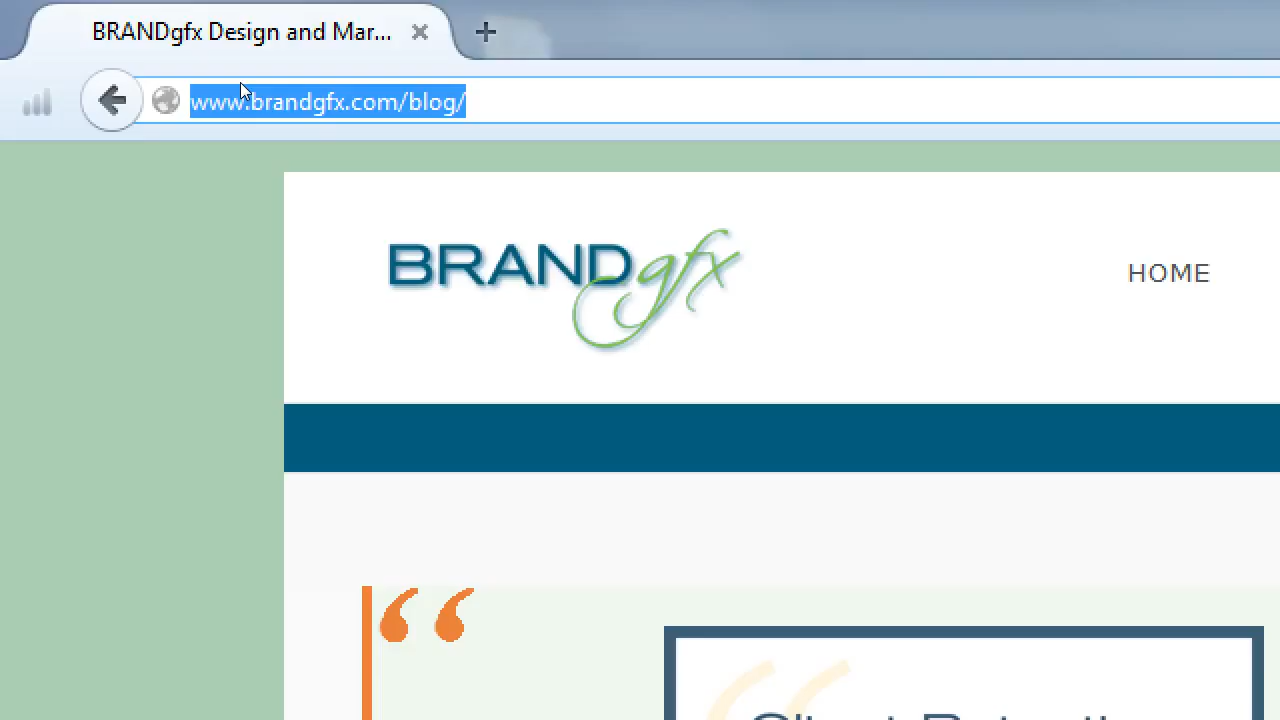 BRANDgfx Design and Mar...
www.brandgfx.com/blog/
BRANDgfx
HOME
“